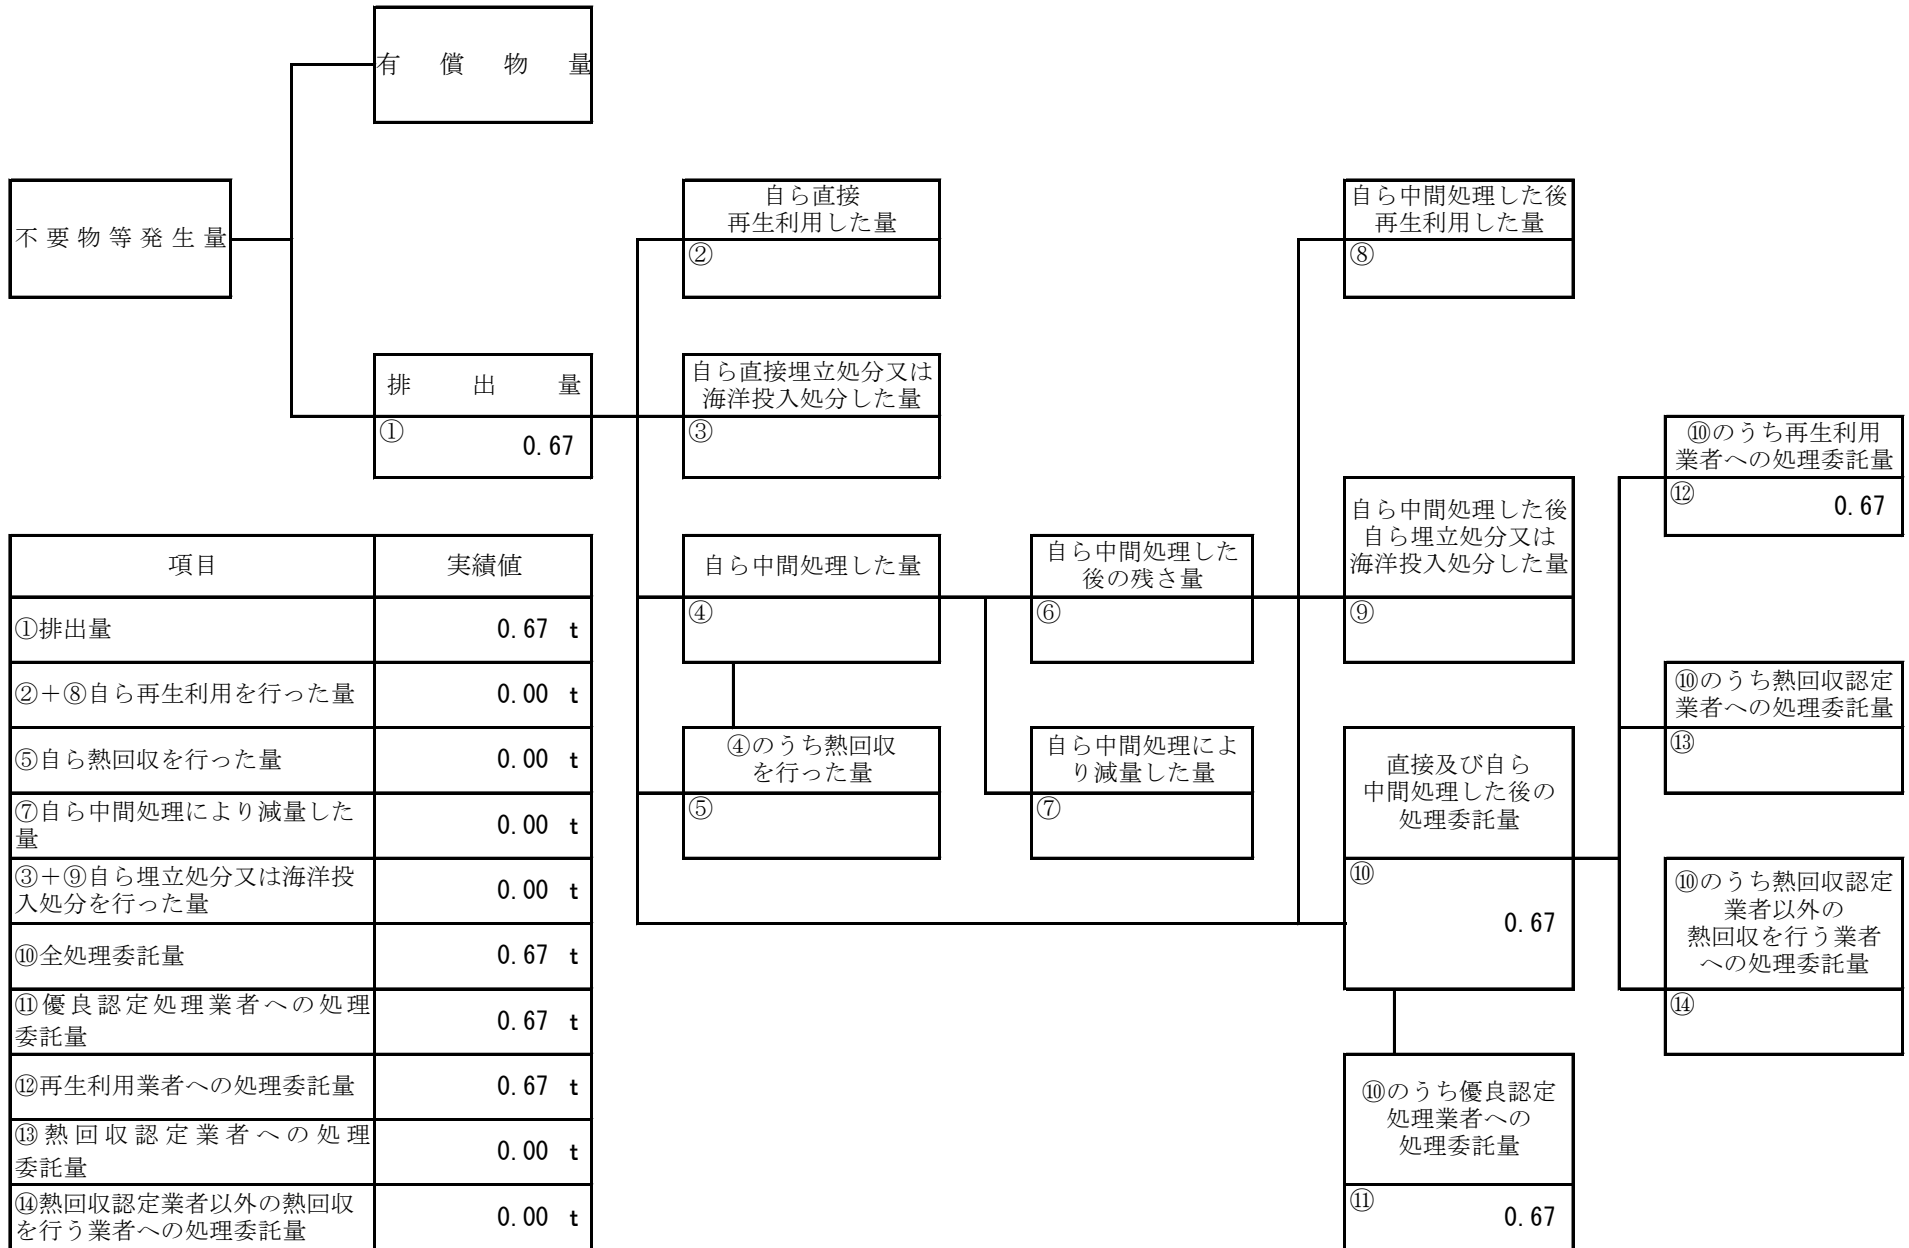 有償物量
不要物等発生量
排出量
① 0.67
自ら直接
再生利用した量
②
自ら直接埋立処分又は
海洋投入処分した量
③
自ら中間処理した量
④
④のうち熱回収
を行った量
⑤
自ら中間処理した
後の残さ量
⑥
自ら中間処理によ
り減量した量
⑦
自ら中間処理した後
再生利用した量
⑧
自ら中間処理した後
自ら埋立処分又は
海洋投入処分した量
⑨
直接及び自ら
中間処理した後の
処理委託量
⑩
0.67
⑩のうち優良認定
処理業者への
処理委託量
⑪ 0.67
⑩のうち再生利用
業者への処理委託量
⑫ 0.67
⑩のうち熱回収認定
業者への処理委託量
⑬
⑩のうち熱回収認定
業者以外の
熱回収を行う業者
への処理委託量
⑭
項目 実績値
①排出量 0.67 t
②＋⑧自ら再生利用を行った量 0.00 t
⑤自ら熱回収を行った量 0.00 t
⑦自ら中間処理により減量した
量 0.00 t
③＋⑨自ら埋立処分又は海洋投
入処分を行った量 0.00 t
⑩全処理委託量 0.67 t
⑪優良認定処理業者への処理
委託量 0.67 t
⑫再生利用業者への処理委託量 0.67 t
⑬熱回収認定業者への処理
委託量 0.00 t
⑭熱回収認定業者以外の熱回収
を行う業者への処理委託量 0.00 t